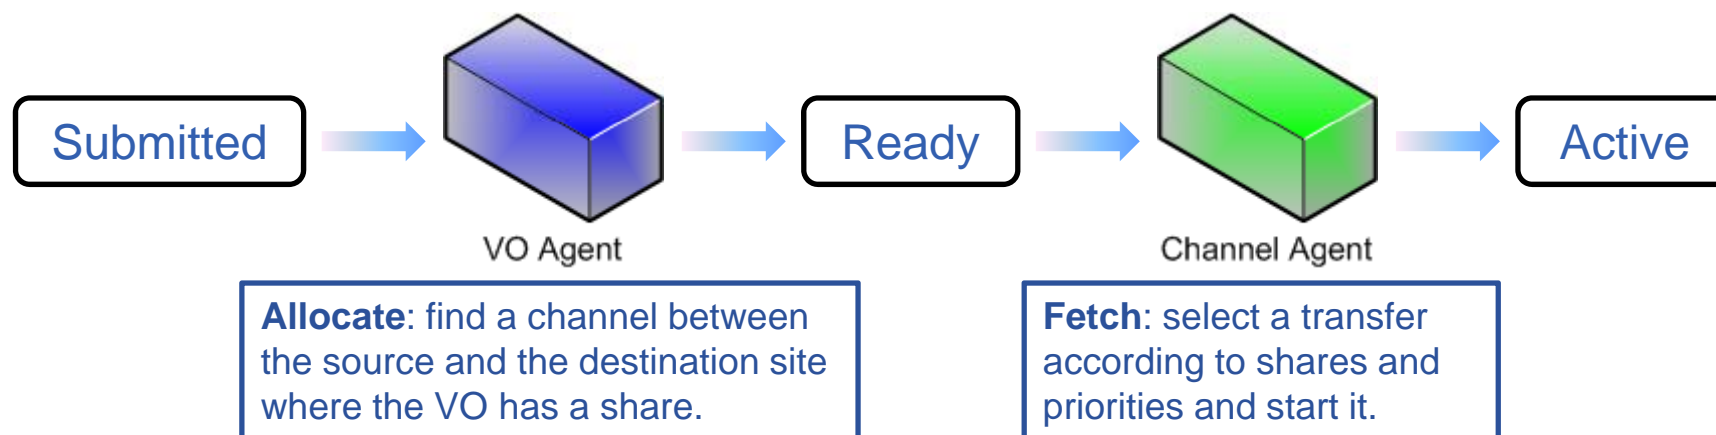 Submitted
Ready
Active
VO Agent
Channel Agent
Allocate: find a channel between
the source and the destination site
where the VO has a share.
Fetch: select a transfer
according to shares and
priorities and start it.